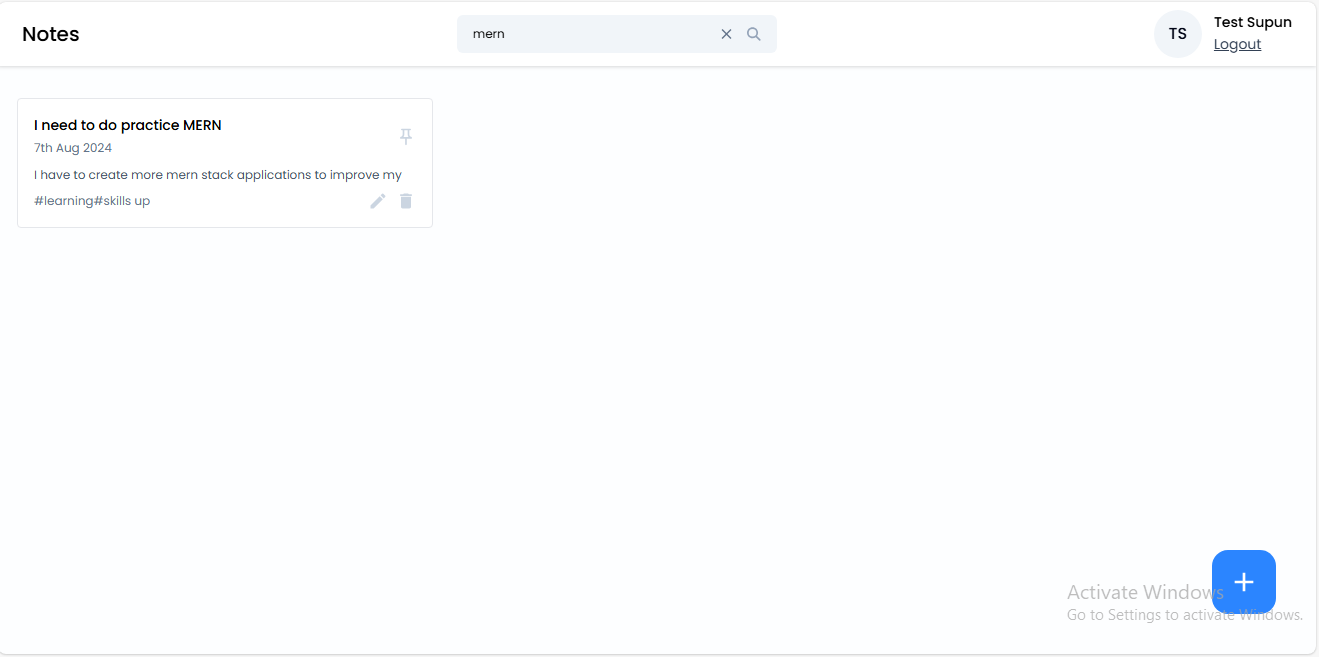 Notes
mern
TS
Test Supun
Logout
I need to do practice MERN
7th Aug 2024
I have to create more mern stack applications to improve my
#learning#skills up
Activate Windows
Go to Settings to activate Windows.